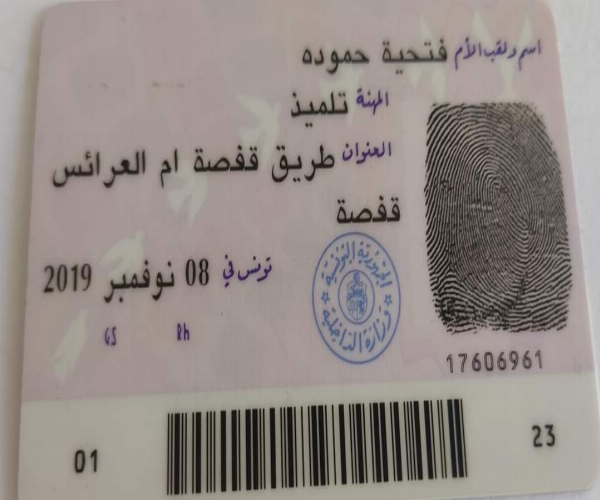 اسم ولقب الأم فتحية حموده
المهنة تلميذ
العنوان طريق قفصة ام العرائس
قفصة
تونس في 08 نوفمبر 2019
الجمهورية التونسية
وزارة الداخلية
GS Rh
17606961
01 23